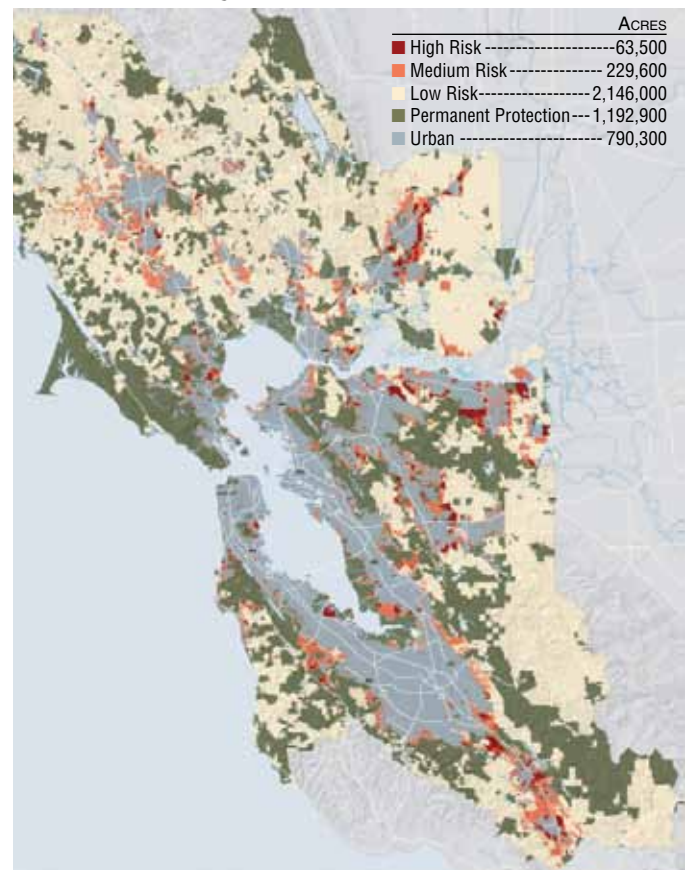 ACRES
High Risk --------------------63,500
Medium Risk-------------- 229,600
Low Risk-----------------2,146,000
Permanent Protection---1,192,900
Urban --------------------- 790,300